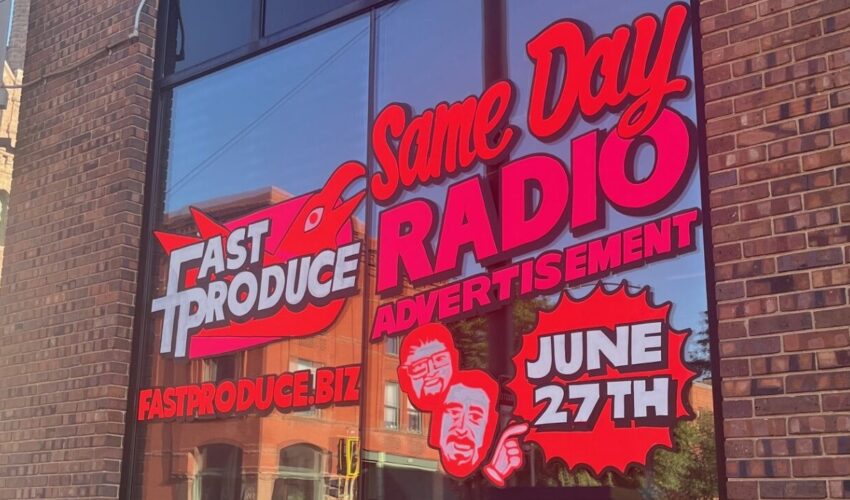 FAST
PRODUCE
FASTPRODUCE.BIZ
Same Day
RADIO
ADVERTISEMENT
JUNE
27TH